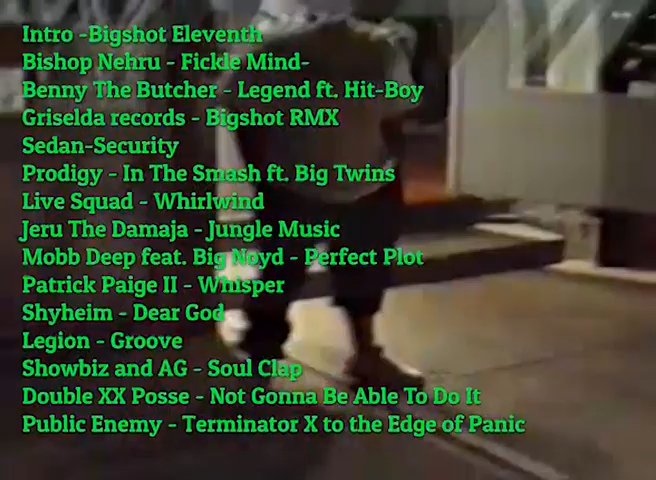 Intro -Bigshot Eleventh
Bishop Nehru - Fickle Mind-
Benny The Butcher - Legend ft. Hit-Boy
Griselda records - Bigshot RMX
Sedan-Security
Prodigy - In The Smash ft. Big Twins
Live Squad - Whirlwind
Jeru The Damaja - Jungle Music
Mobb Deep feat. Big Noyd - Perfect Plot
Patrick Paige II - Whisper
Shyheim - Dear God
Legion - Groove
Showbiz and AG - Soul Clap
Double XX Posse - Not Gonna Be Able To Do It
Public Enemy - Terminator X to the Edge of Panic